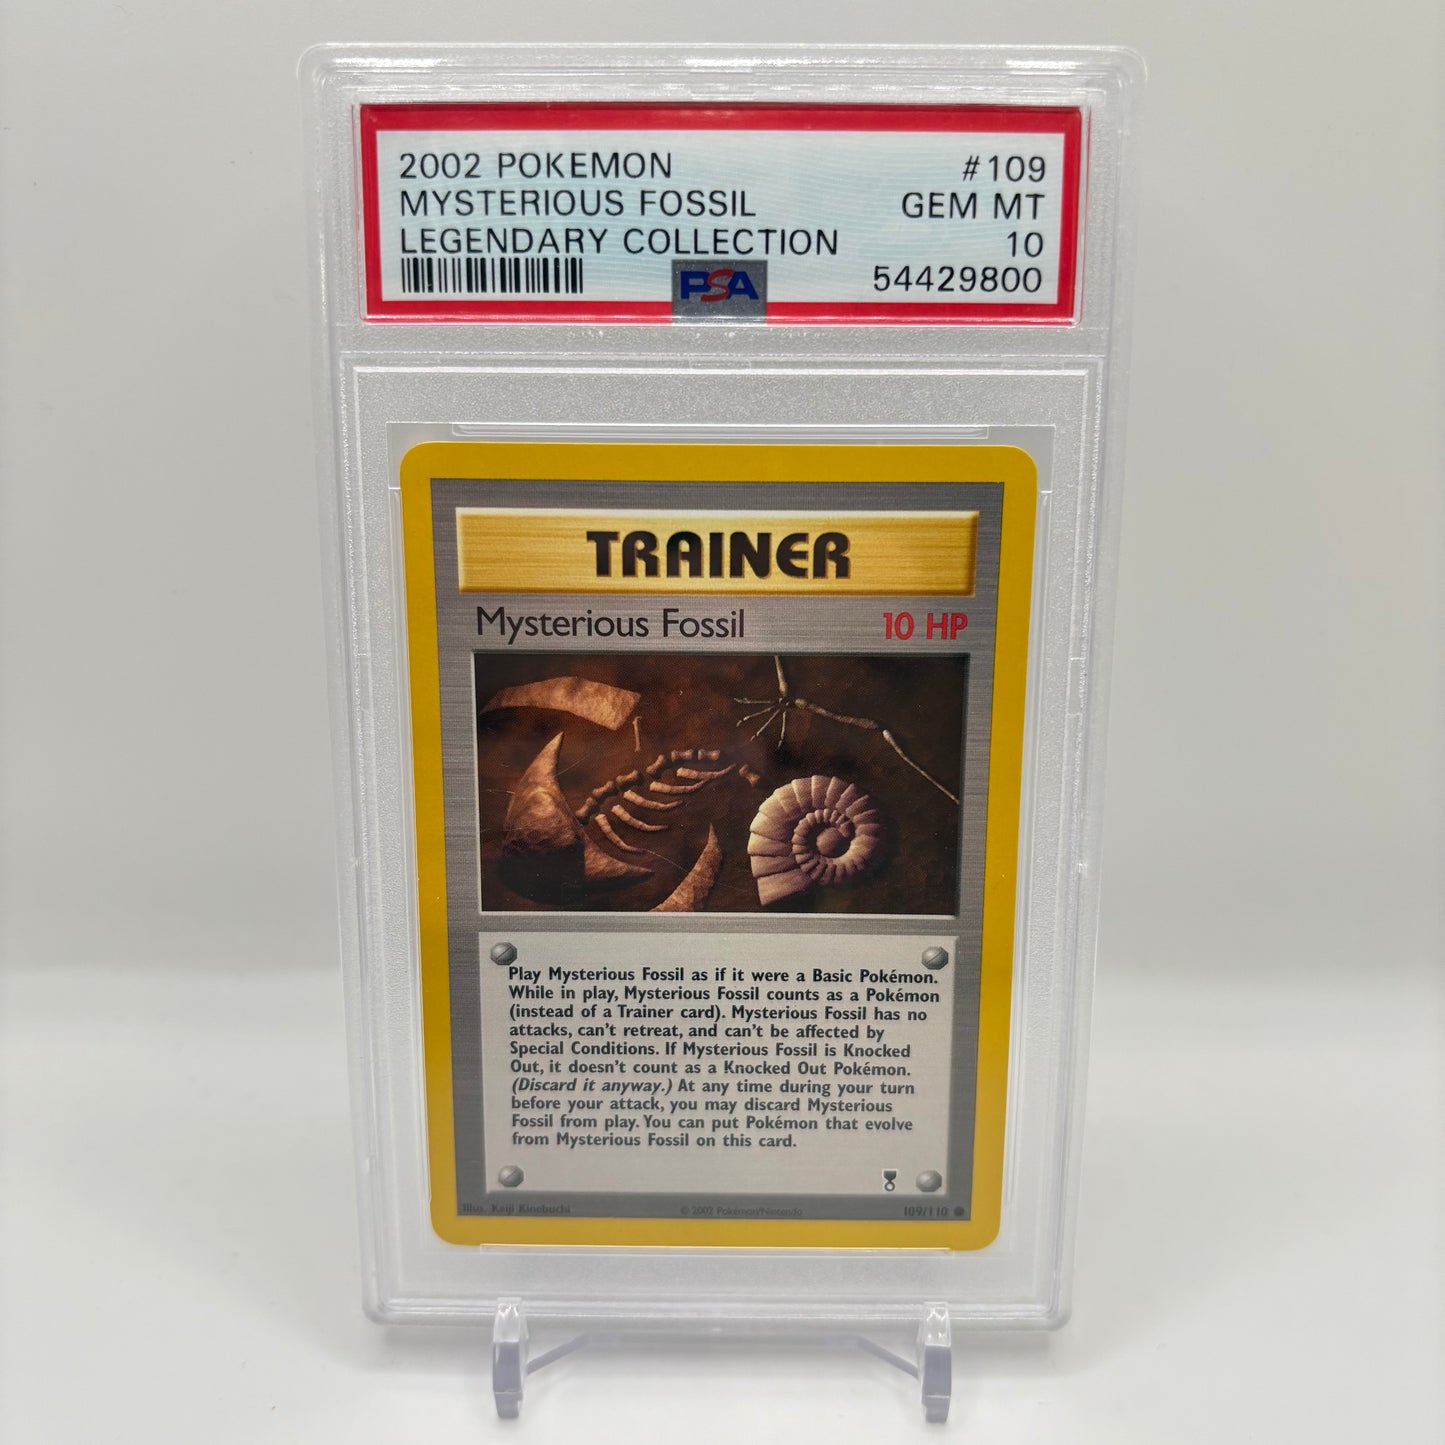 2002 POKEMON #109
MYSTERIOUS FOSSIL GEM MT
LEGENDARY COLLECTION 10
PSA 54429800
TRAINER
Mysterious Fossil 10 HP
Play Mysterious Fossil as if it were a Basic Pokémon.
While in play, Mysterious Fossil counts as a Pokémon
(instead of a Trainer card). Mysterious Fossil has no
attacks, can't retreat, and can't be affected by
Special Conditions. If Mysterious Fossil is Knocked
Out, it doesn't count as a Knocked Out Pokémon.
(Discard it anyway.) At any time during your turn
before your attack, you may discard Mysterious
Fossil from play. You can put Pokémon that evolve
from Mysterious Fossil on this card.
Illus. Keiji Kinebuchi © 2002 Pokémon/Nintendo 109/110